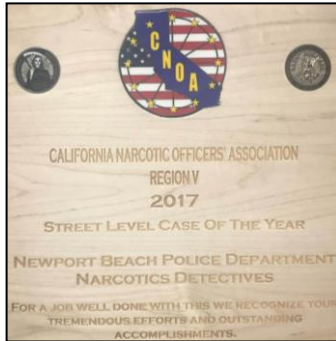 CNOA
CALIFORNIA NARCOTIC OFFICERS' ASSOCIATION
REGION V
2017
STREET LEVEL CASE OF THE YEAR
NEWPORT BEACH POLICE DEPARTMENT
NARCOTICS DETECTIVES
FOR A JOB WELL DONE WITH THIS WE RECOGNIZE YOUR
TREMENDOUS EFFORTS AND OUTSTANDING
ACCOMPLISHMENTS.